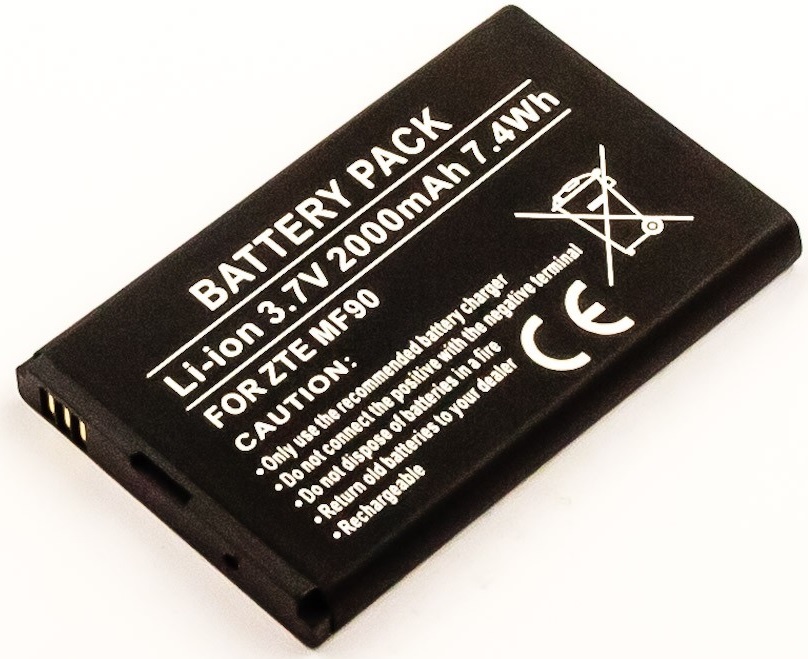 BATTERY PACK
Li-ion 3.7V 2000mAh 7.4Wh
FOR ZTE MF90
CAUTION:
•Only use the recommended battery charger
•Do not connect the positive with the negative terminal
•Do not dispose of batteries in a fire
•Return old batteries to your dealer
•Rechargeable
CE